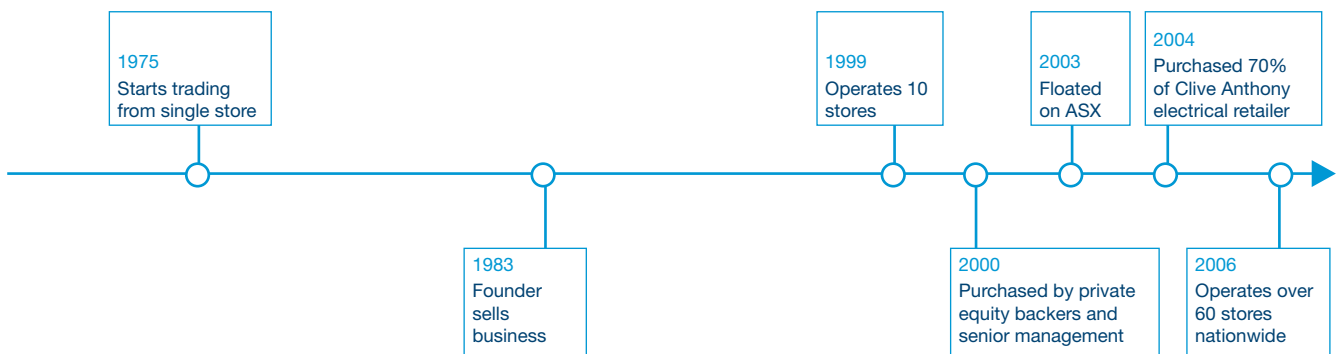 1975
Starts trading
from single store
1983
Founder
sells
business
1999
Operates 10
stores
2000
Purchased by private
equity backers and
senior management
2003
Floated
on ASX
2004
Purchased 70%
of Clive Anthony
electrical retailer
2006
Operates over
60 stores
nationwide